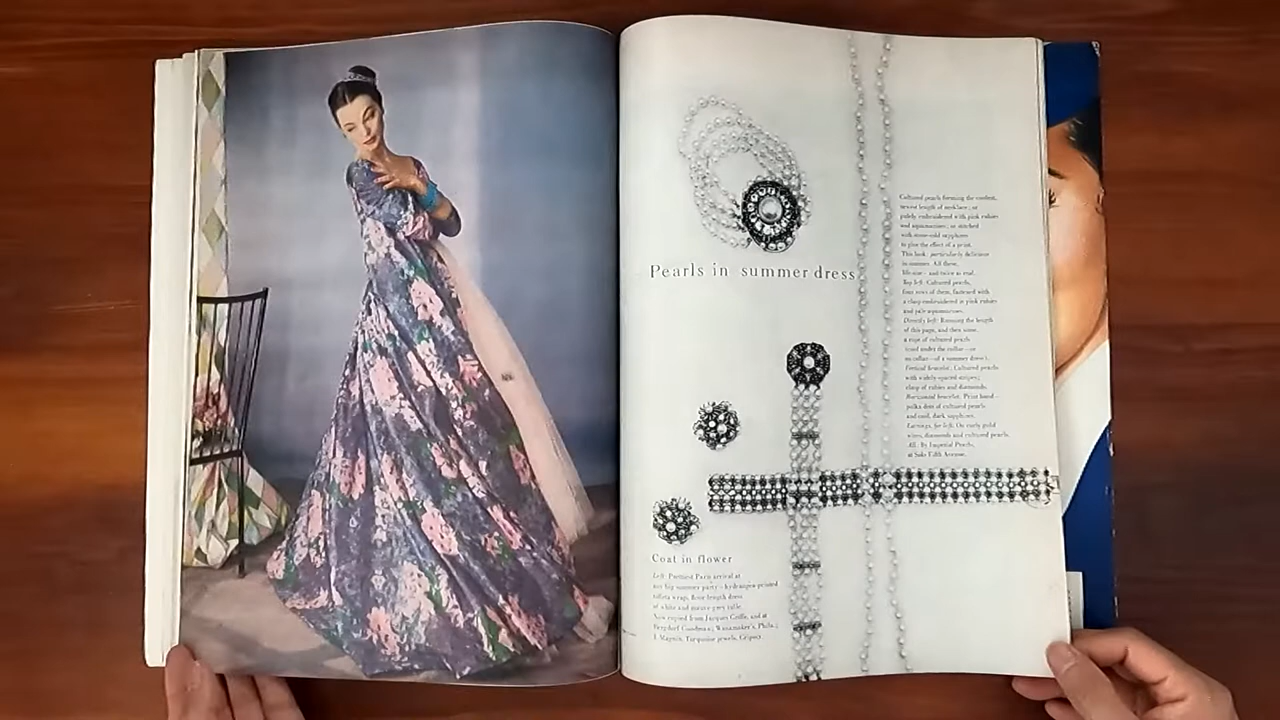 Pearls in summer dress
Cultured pearls forming the coolest,
newest length of necklace; or
palely embroidered with pink rubies
and aquamarines; or stitched
with stone-cold sapphires
to give the effect of a print.
This look: particularly delicious
in summer. All these,
life-size—and twice as real.
Top left: Cultured pearls,
four rows of them, fastened with
a clasp embroidered in pink rubies
and pale aquamarines.
Directly left: Running the length
of this page, and then some,
a rope of cultured pearls
under the collar—or
no collar—of a summer dress).
Vertical bracelet: Cultured pearls
with widely-spaced stripes;
clasp of rubies and diamonds.
Horizontal bracelet: Print band—
polka dots of cultured pearls
and cool, dark sapphires.
Earrings, far left: On curly gold
wires, diamonds and cultured pearls.
All: By Imperial Pearls,
at Saks Fifth Avenue.
Coat in flower
Left: Prettiest Paris arrival at
any big summer party—hydrangea-printed
taffeta wrap, floor-length dress
of white and mauve-grey tulle.
Now copied from Jacques Griffe, and at
Bergdorf Goodman; Wanamaker's, Phila.;
I. Magnin. Turquoise jewels, Gripoix.